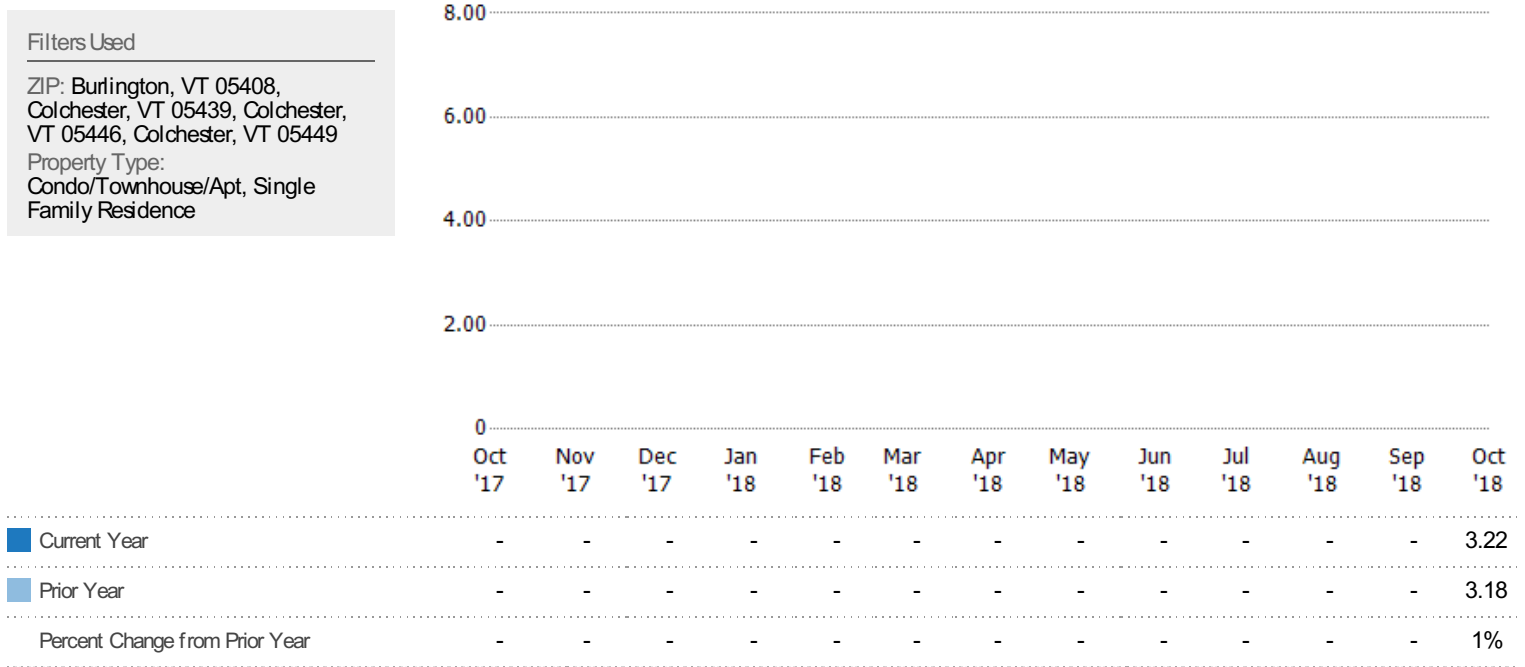 Filters Used
ZIP: Burlington, VT 05408,
Colchester, VT 05439, Colchester,
VT 05446, Colchester, VT 05449
Property Type:
Condo/Townhouse/Apt, Single
Family Residence
8.00
6.00
4.00
2.00
0
Oct Nov Dec Jan Feb Mar Apr May Jun Jul Aug Sep Oct
'17 '17 '17 '18 '18 '18 '18 '18 '18 '18 '18 '18 '18
Current Year - - - - - - - - - - - - 3.22
Prior Year - - - - - - - - - - - - 3.18
Percent Change from Prior Year - - - - - - - - - - - - 1%